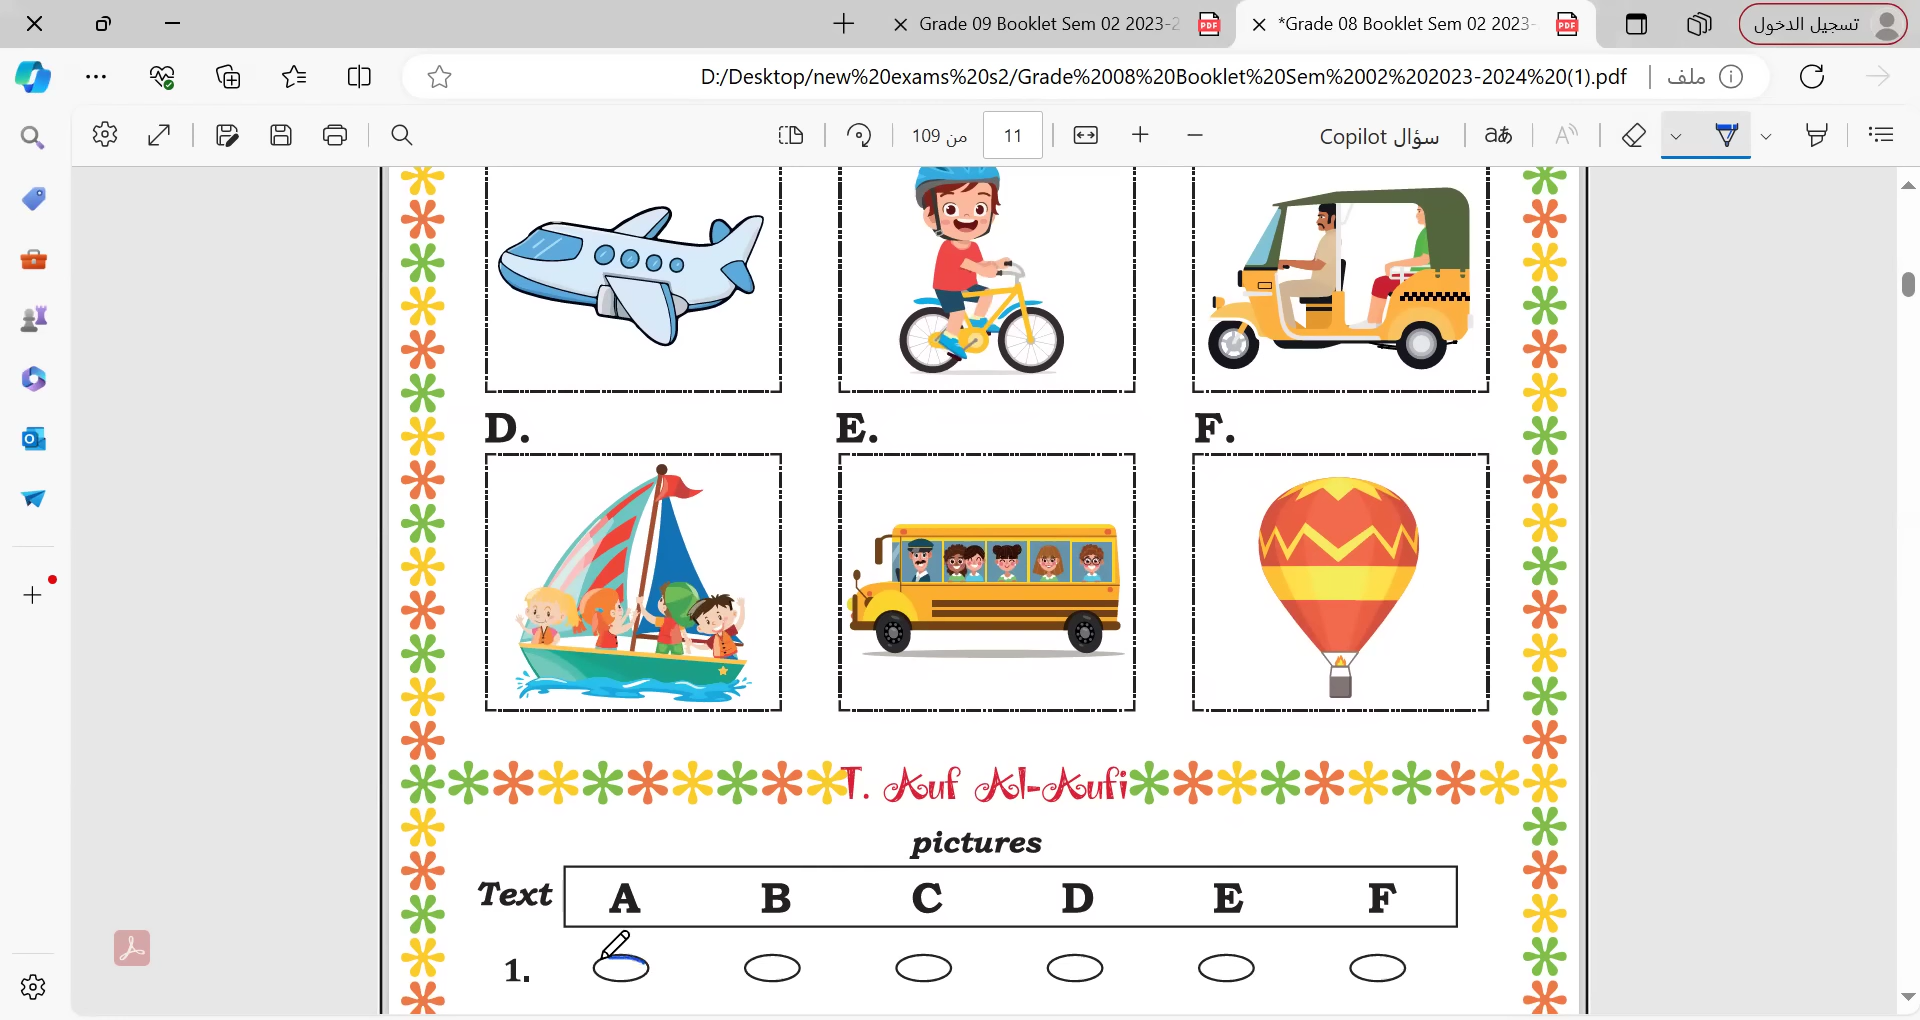 Grade 09 Booklet Sem 02 2023-2
*Grade 08 Booklet Sem 02 2023-
تسجيل الدخول
D:/Desktop/new%20exams%20s2/Grade%2008%20Booklet%20Sem%2002%202023-2024%20(1).pdf
ملف
109 من
11
سؤال Copilot
D.
E.
F.
T. Auf Al-Aufi
pictures
Text A B C D E F
1.